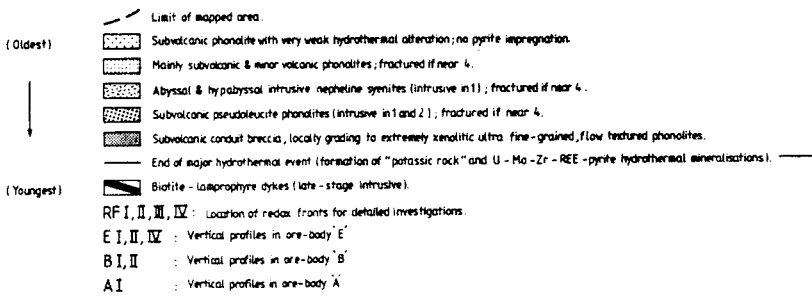 Limit of mapped area.
(Oldest)
Subvolcanic phonolite with very weak hydrothermal alteration; no pyrite impregnation.
Mainly subvolcanic & minor volcanic phonolites; fractured if near 4.
Abyssal & hypabyssal intrusive nepheline syenites (intrusive in 1); fractured if near 4.
Subvolcanic pseudoleucite phonolites (intrusive in 1 and 2); fractured if near 4.
Subvolcanic conduit breccia, locally grading to extremely xenolitic ultra fine-grained, flow textured phonolites.
End of major hydrothermal event (formation of "potassic rock" and U - Mo - Zr - REE - pyrite hydrothermal mineralisations).
(Youngest)
Biotite - lamprophyre dykes (late - stage intrusive).
RF I, II, III, IV : Location of redox fronts for detailed investigations.
E I, II, IV : Vertical profiles in ore-body 'E'
B I, II : Vertical profiles in ore-body 'B'
A I : Vertical profiles in ore-body 'A'